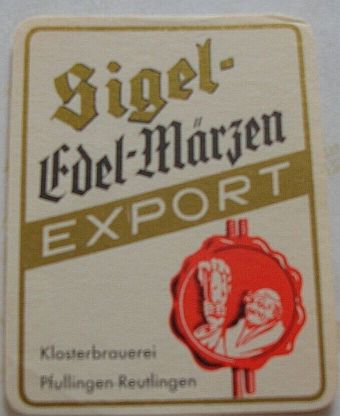 Sigel-
Edel-Märzen
EXPORT
Klosterbrauerei
Pfullingen-Reutlingen